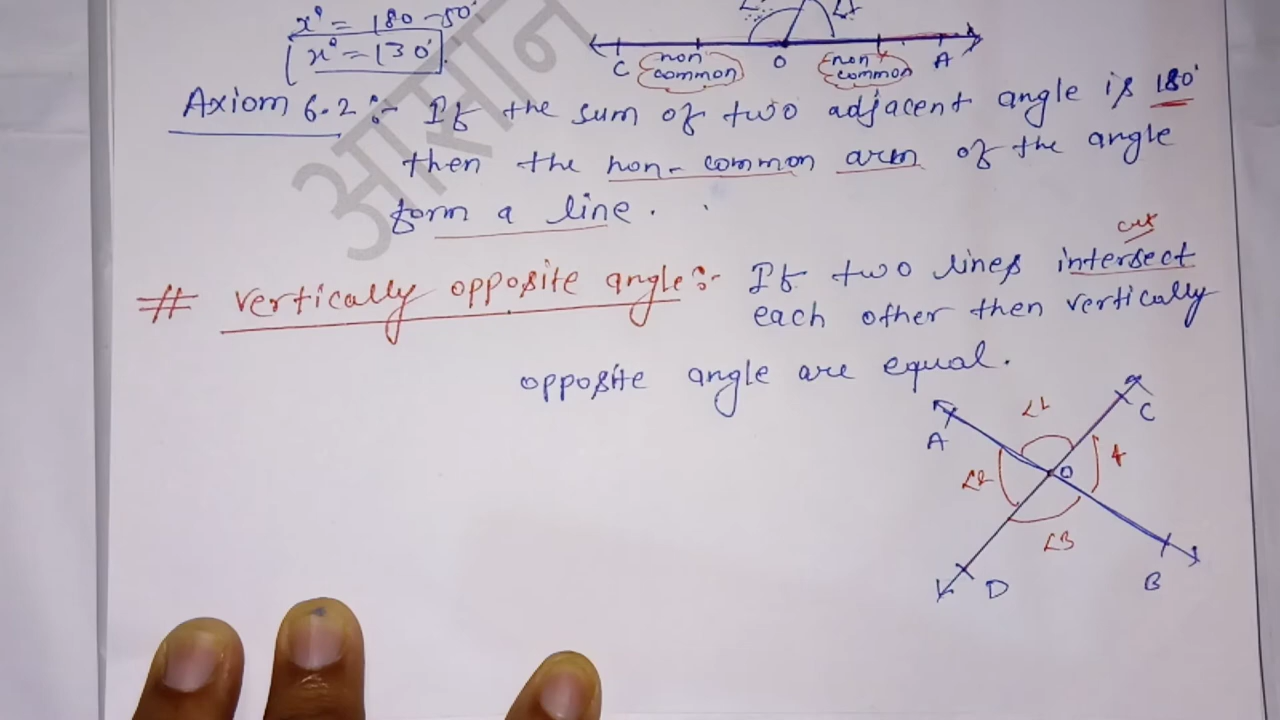 x° = 180 - 50°
x° = 130°
C non common O non common A
Axiom 6.2 :- If the sum of two adjacent angle is 180°
then the non-common arm of the angle
form a line.
cut
# Vertically opposite angle :- If two lines intersect
each other then vertically
opposite angle are equal.
∠1 C
A
∠2 O 4
∠3
D B
आसान